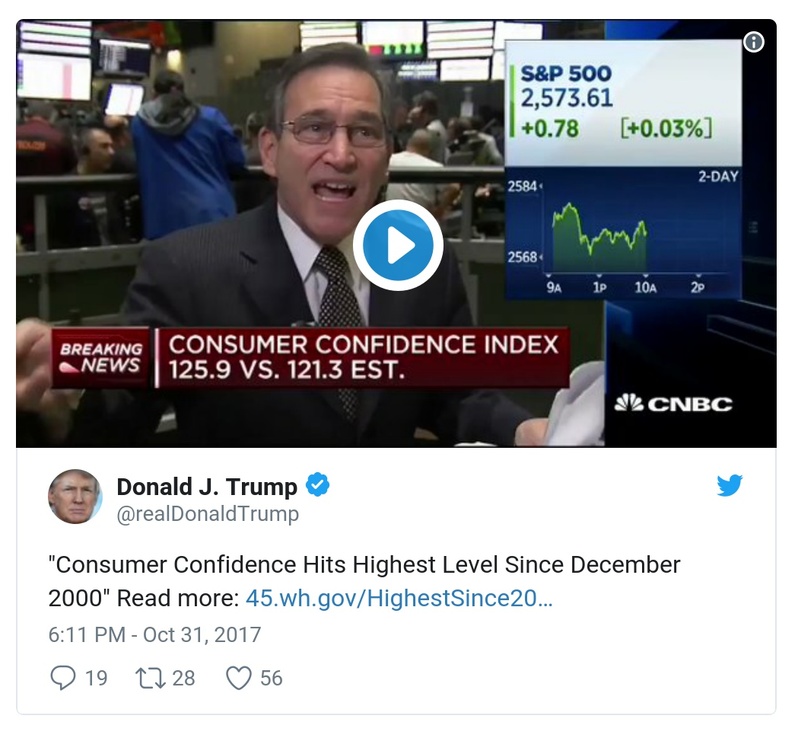 S&P 500
2,573.61
+0.78 [+0.03%]
2-DAY
2584
2568
9A 1P 10A 2P
BREAKING NEWS
CONSUMER CONFIDENCE INDEX
125.9 VS. 121.3 EST.
CNBC
Donald J. Trump
@realDonaldTrump
"Consumer Confidence Hits Highest Level Since December
2000" Read more: 45.wh.gov/HighestSince20…
6:11 PM - Oct 31, 2017
19 28 56